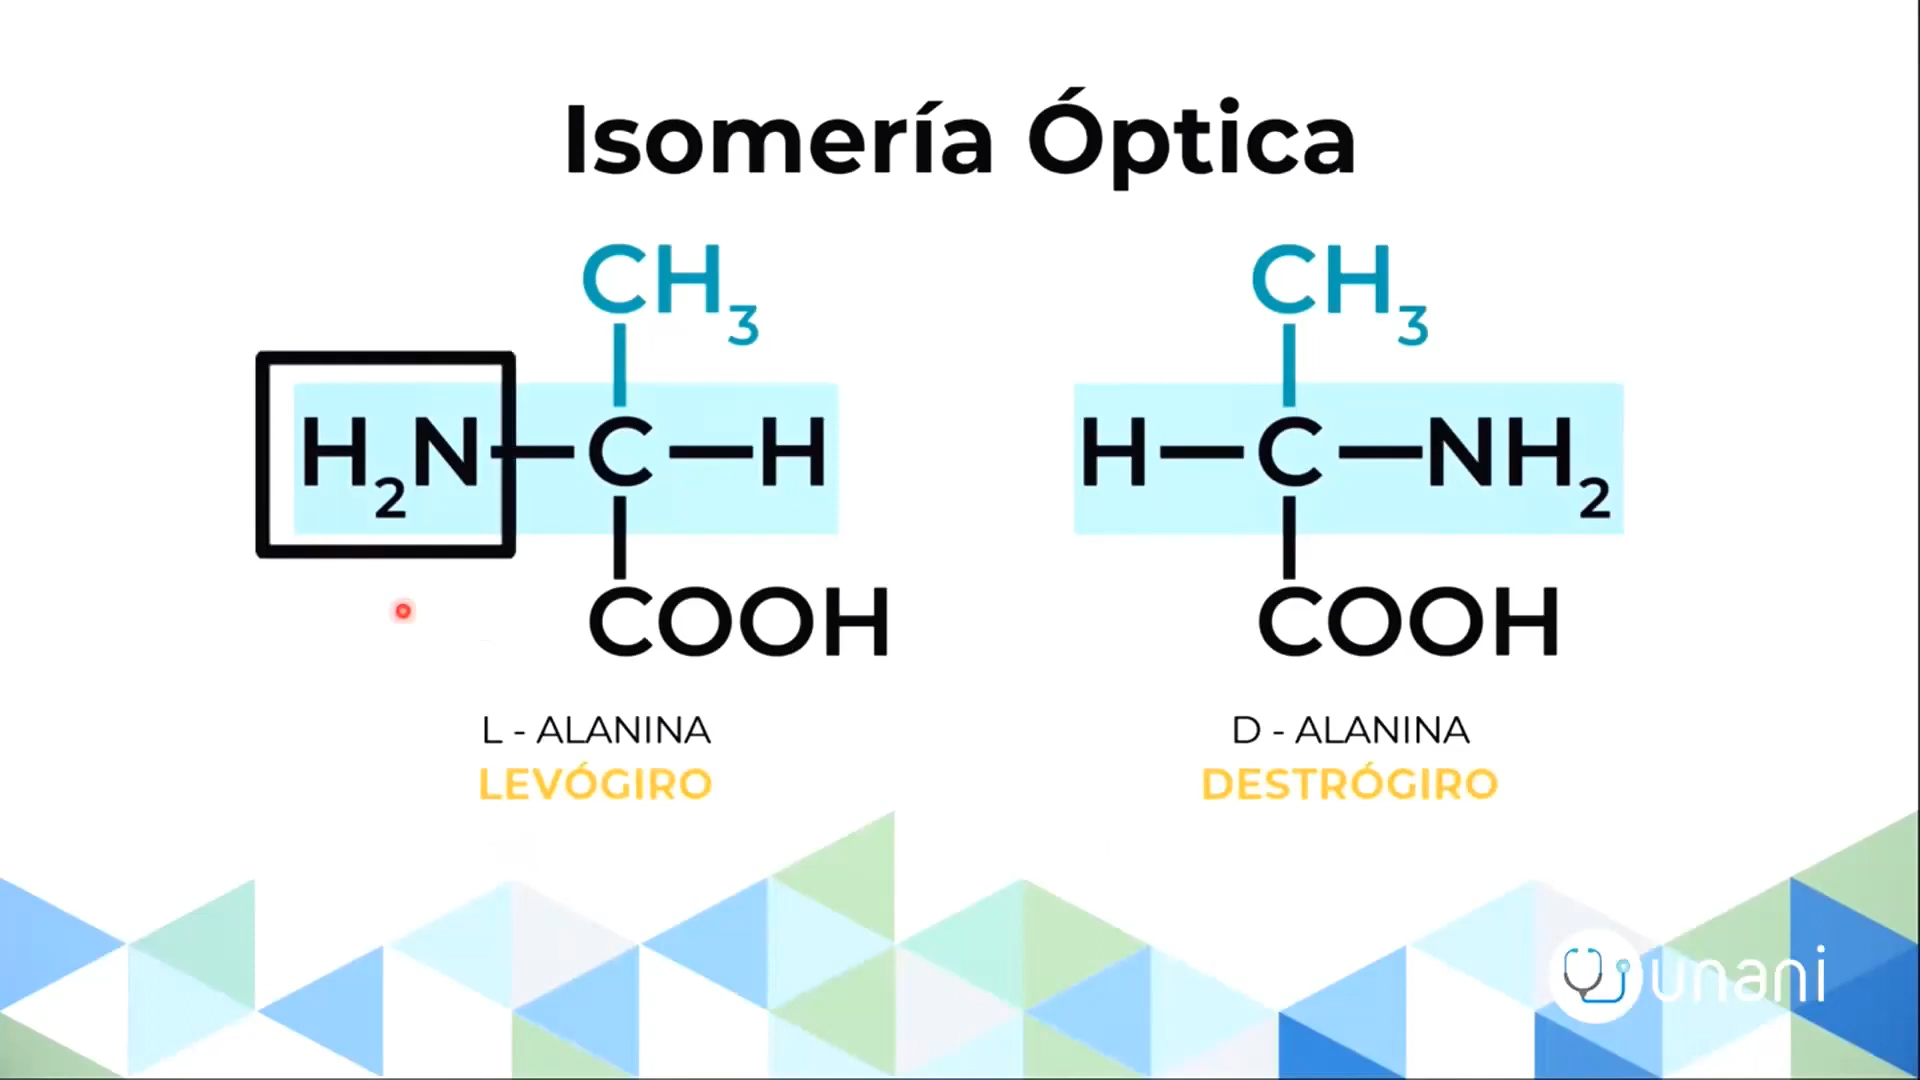 Isomería Óptica
CH3 CH3
H2N—C—H H—C—NH2
COOH COOH
L - ALANINA D - ALANINA
LEVÓGIRO DESTRÓGIRO
unani